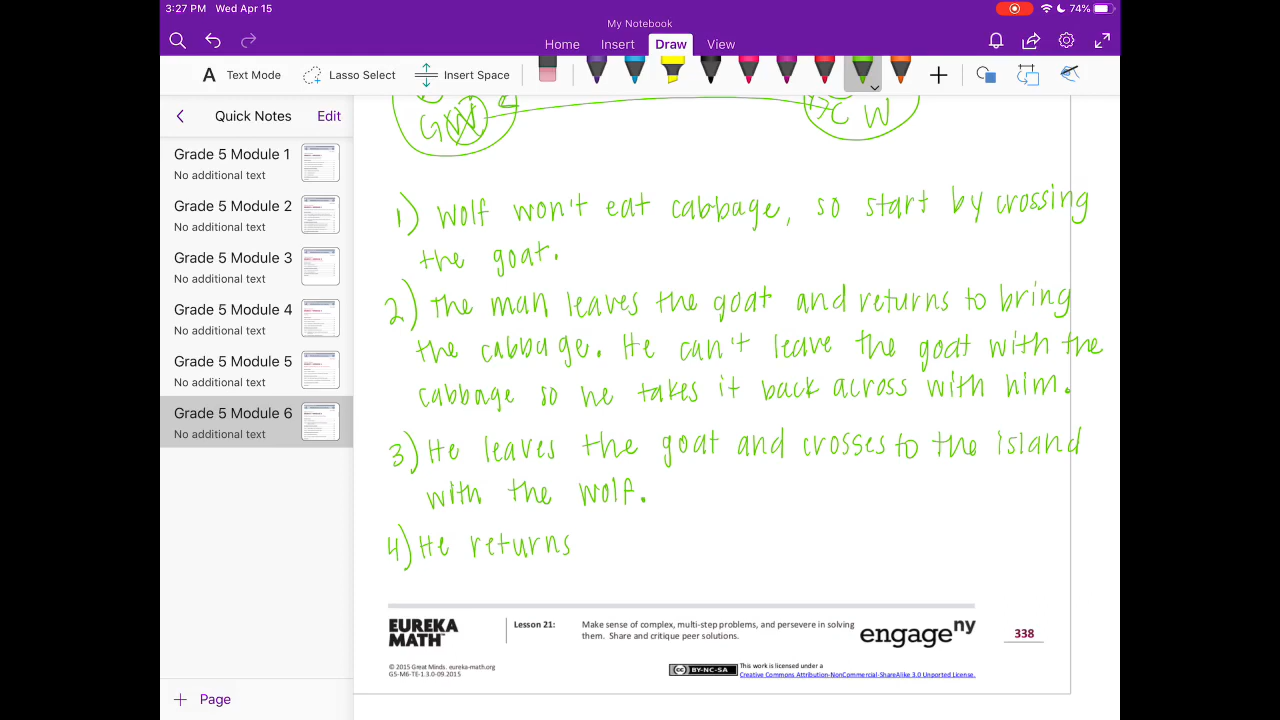 3:27 PM Wed Apr 15
74%
My Notebook
Home Insert Draw View
Text Mode Lasso Select Insert Space
Quick Notes Edit
Grade 5 Module 1
No additional text
Grade 5 Module 2
No additional text
Grade 5 Module 3
No additional text
Grade 5 Module 4
No additional text
Grade 5 Module 5
No additional text
Grade 5 Module 6
No additional text
Page
G W
C W
1) Wolf won't eat cabbage, so start by crossing
the goat.
2) The man leaves the goat and returns to bring
the cabbage. He can't leave the goat with the
cabbage so he takes it back across with him.
3) He leaves the goat and crosses to the island
with the wolf.
4) He returns
EUREKA
MATH
Lesson 21:
Make sense of complex, multi-step problems, and persevere in solving
them. Share and critique peer solutions.
engage ny
338
© 2015 Great Minds. eureka-math.org
G5-M6-TE-1.3.0-09.2015
CC BY-NC-SA
This work is licensed under a
Creative Commons Attribution-NonCommercial-ShareAlike 3.0 Unported License.